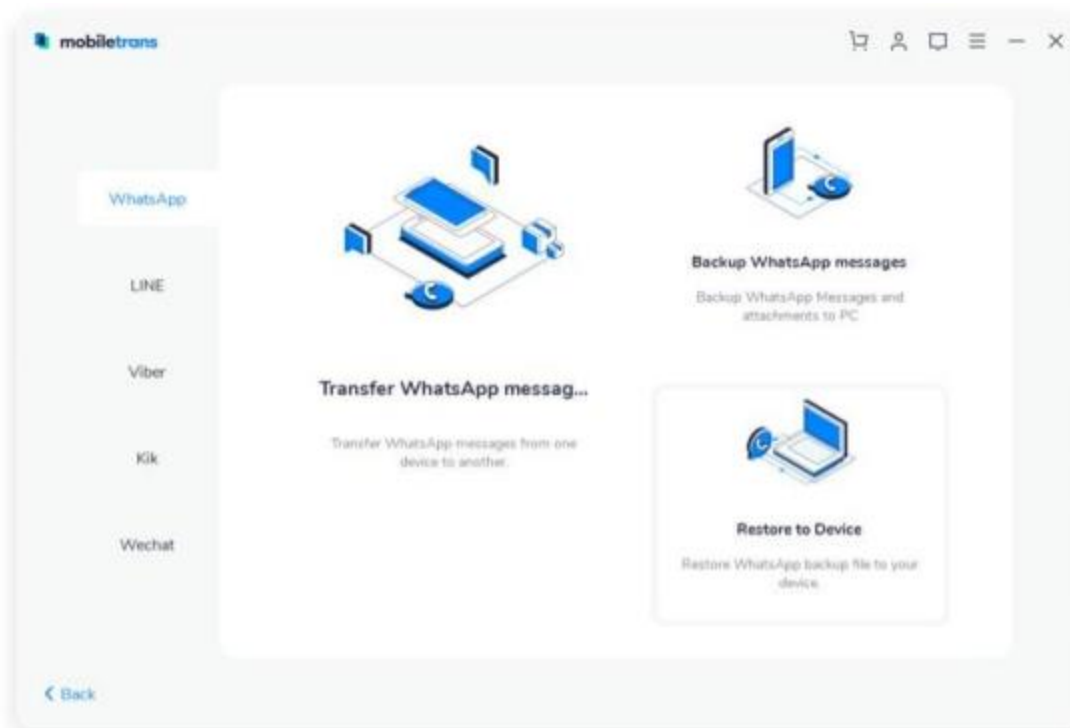 mobiletrans
WhatsApp
LINE
Viber
Kik
Wechat
Transfer WhatsApp messag...
Transfer WhatsApp messages from one
device to another.
Backup WhatsApp messages
Backup WhatsApp Messages and
attachments to PC
Restore to Device
Restore WhatsApp backup file to your
device.
Back